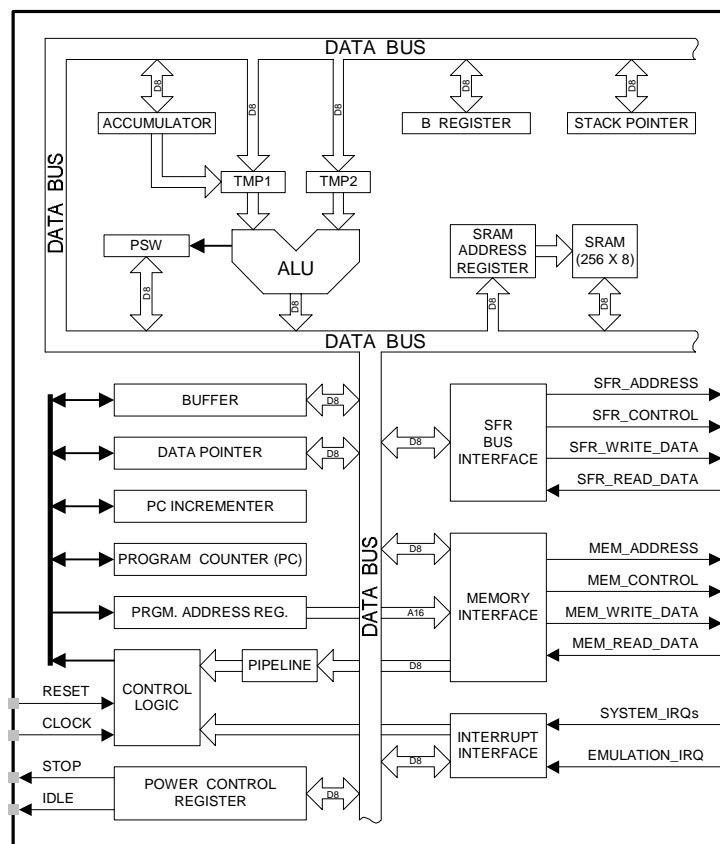 DATA BUS
D8
D8
D8
D8
D8
ACCUMULATOR
B REGISTER
STACK POINTER
DATA BUS
TMP1
TMP2
PSW
ALU
SRAM
ADDRESS
REGISTER
SRAM
(256 X 8)
D8
D8
D8
D8
DATA BUS
BUFFER
D8
SFR_ADDRESS
SFR
BUS
INTERFACE
D8
SFR_CONTROL
DATA POINTER
D8
SFR_WRITE_DATA
SFR_READ_DATA
PC INCREMENTER
DATA BUS
PROGRAM COUNTER (PC)
D8
MEM_ADDRESS
MEMORY
INTERFACE
MEM_CONTROL
PRGM. ADDRESS REG.
A16
MEM_WRITE_DATA
MEM_READ_DATA
PIPELINE
D8
CONTROL
LOGIC
RESET
CLOCK
SYSTEM_IRQs
INTERRUPT
INTERFACE
D8
EMULATION_IRQ
STOP
IDLE
POWER CONTROL
REGISTER
D8